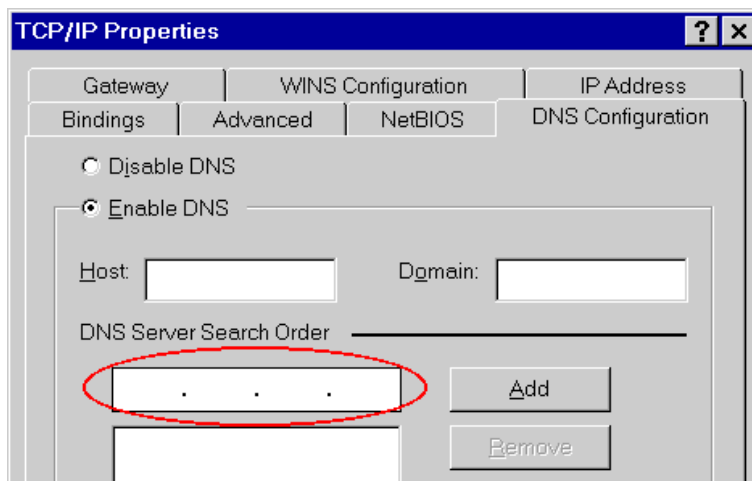 TCP/IP Properties
Gateway WINS Configuration IP Address
Bindings Advanced NetBIOS DNS Configuration
Disable DNS
Enable DNS
Host: Domain:
DNS Server Search Order
. . . Add
Remove